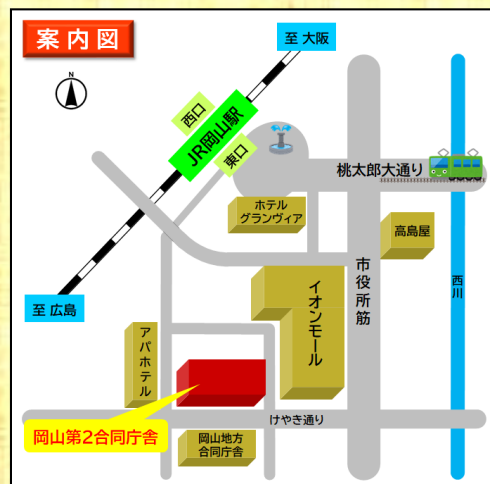 案内図
至 大阪
N
西口
JR岡山駅
東口
桃太郎大通り
ホテル
グランヴィア
高島屋
市役所筋
西川
イオンモール
至 広島
アパホテル
けやき通り
岡山第2合同庁舎
岡山地方
合同庁舎